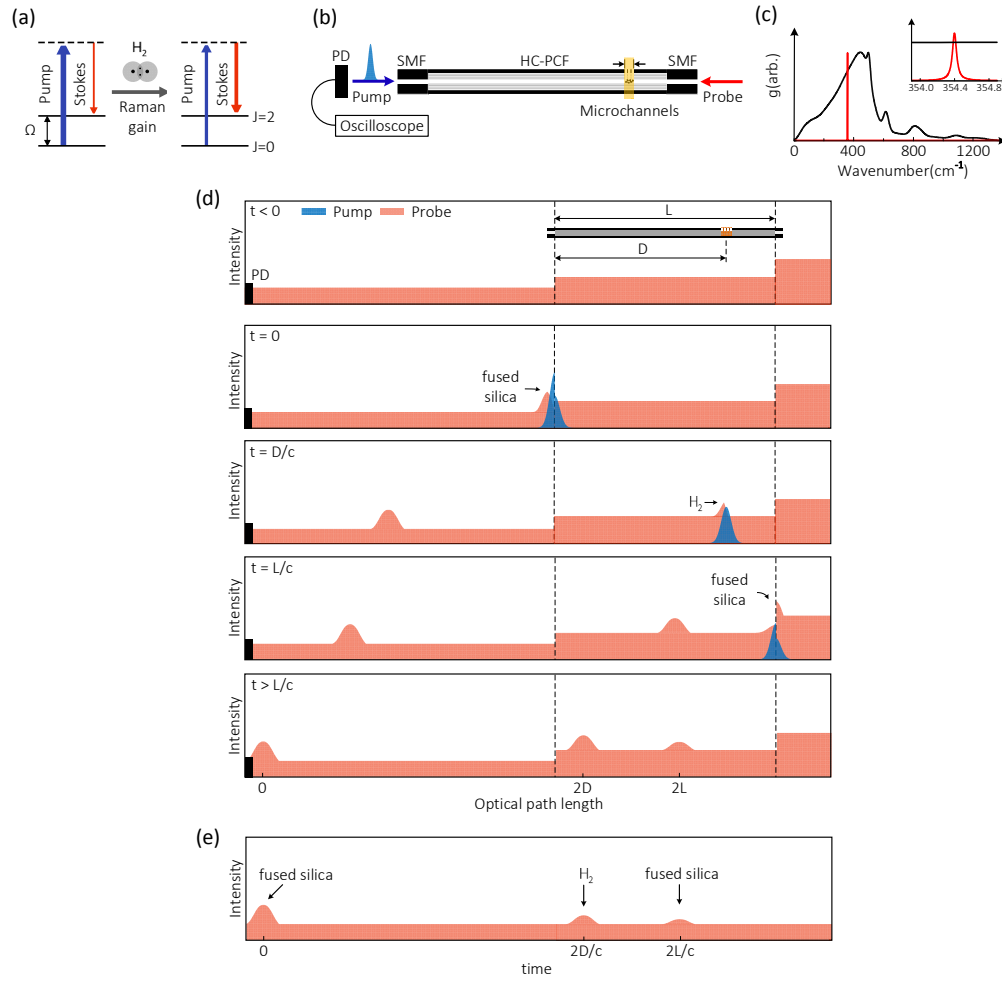 (a)
H2
Pump
Stokes
Raman
gain
Pump
Stokes
Ω
J=2
J=0
(b)
PD
SMF
HC-PCF
SMF
Pump
Microchannels
Probe
Oscilloscope
(c)
g(arb.)
354.0
354.4
354.8
0
400
800
1200
Wavenumber(cm-1)
(d)
t < 0
Pump
Probe
L
D
PD
Intensity
t = 0
fused
silica
Intensity
t = D/c
H2
Intensity
t = L/c
fused
silica
Intensity
t > L/c
Intensity
0
2D
2L
Optical path length
(e)
Intensity
fused silica
H2
fused silica
0
2D/c
2L/c
time